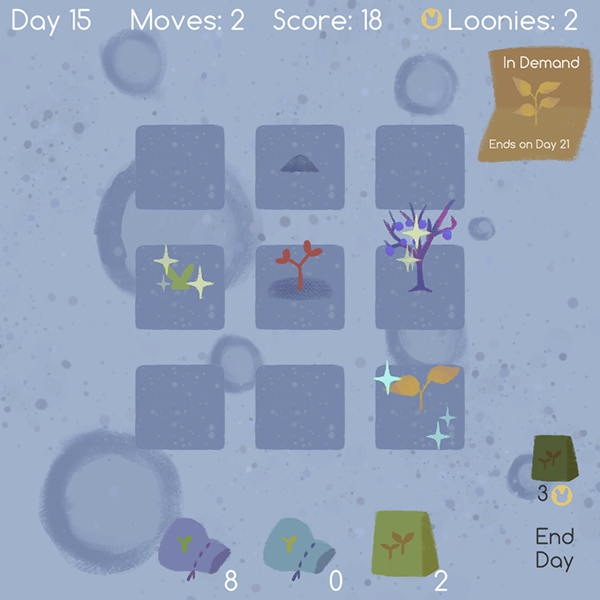 Day 15 Moves: 2 Score: 18 Loonies: 2
In Demand
Ends on Day 21
3
End
Day
8 0 2